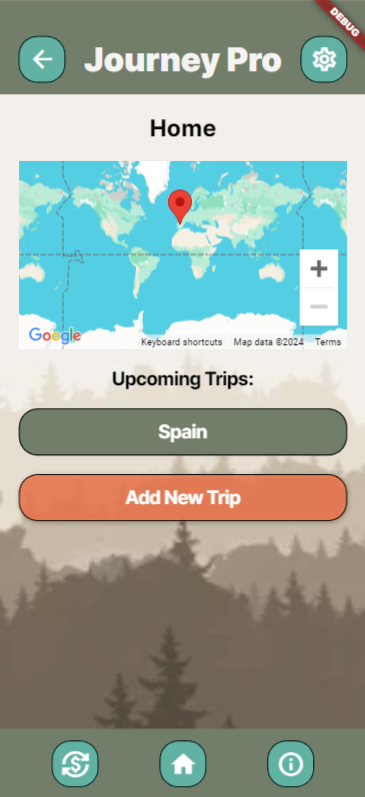 DEBUG
Journey Pro
Home
Google
Keyboard shortcuts Map data ©2024 Terms
Upcoming Trips:
Spain
Add New Trip